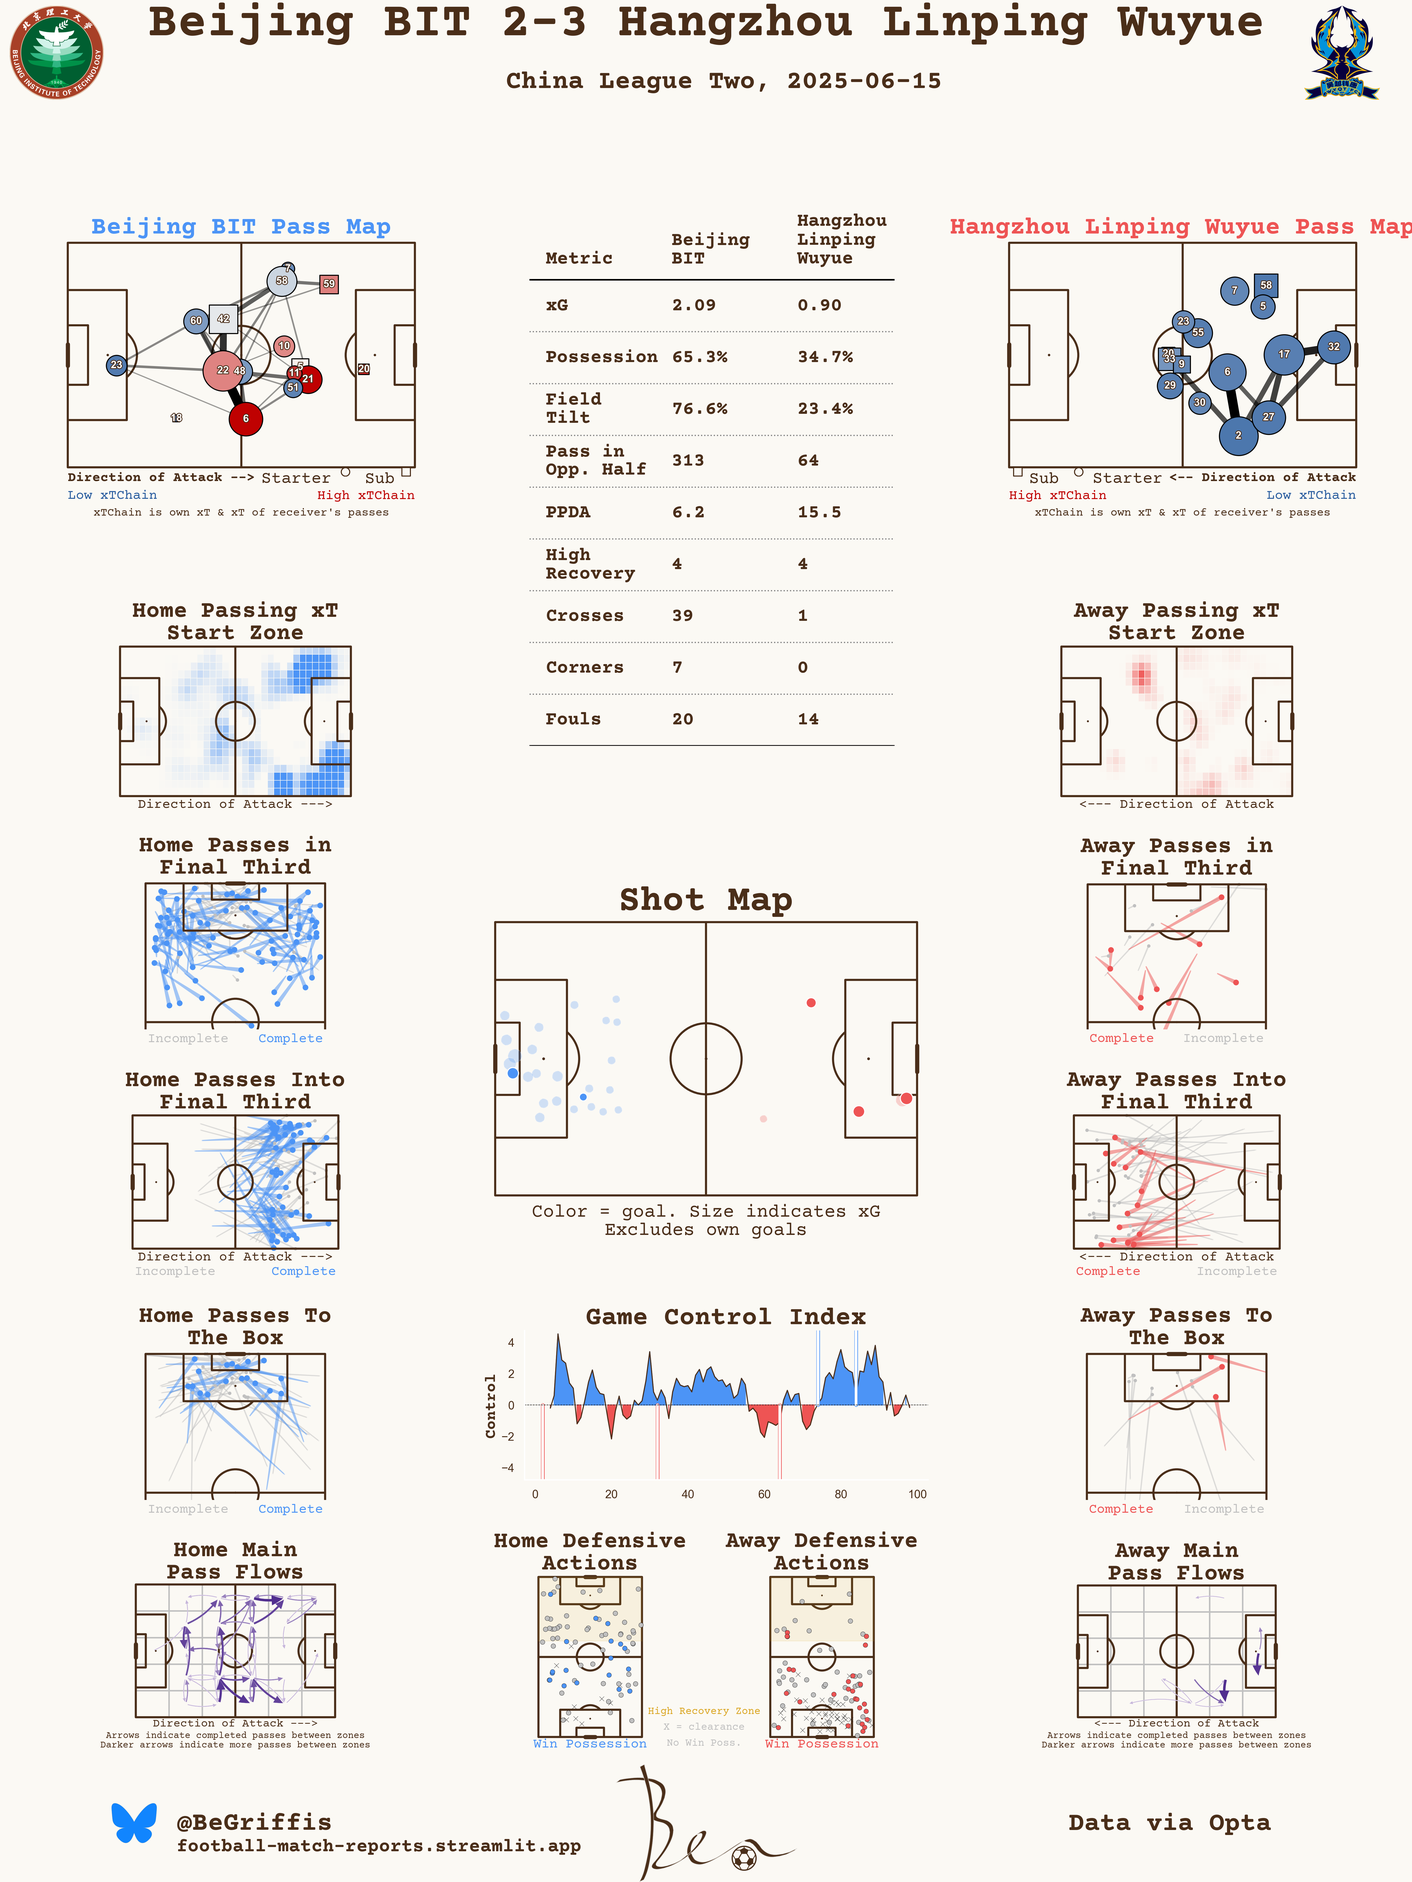 Beijing BIT 2-3 Hangzhou Linping Wuyue
China League Two, 2025-06-15
北京理工大学
BEIJING INSTITUTE OF TECHNOLOGY
1940
Beijing BIT Pass Map
7
58
59
60
42
10
23
22
48
5
11
21
51
20
18
6
Direction of Attack --> Starter Sub
Low xTChain High xTChain
xTChain is own xT & xT of receiver's passes
Metric
Beijing
BIT
Hangzhou
Linping
Wuyue
xG 2.09 0.90
Possession 65.3% 34.7%
Field
Tilt 76.6% 23.4%
Pass in
Opp. Half 313 64
PPDA 6.2 15.5
High
Recovery 4 4
Crosses 39 1
Corners 7 0
Fouls 20 14
Hangzhou Linping Wuyue Pass Map
7
58
5
23
55
20
33
9
17
32
6
29
30
27
2
Sub Starter <-- Direction of Attack
High xTChain Low xTChain
xTChain is own xT & xT of receiver's passes
Home Passing xT
Start Zone
Direction of Attack --->
Away Passing xT
Start Zone
<--- Direction of Attack
Home Passes in
Final Third
Incomplete Complete
Away Passes in
Final Third
Complete Incomplete
Shot Map
Color = goal. Size indicates xG
Excludes own goals
Home Passes Into
Final Third
Direction of Attack --->
Incomplete Complete
Away Passes Into
Final Third
<--- Direction of Attack
Complete Incomplete
Home Passes To
The Box
Incomplete Complete
Game Control Index
Control
4
2
0
−2
−4
0 20 40 60 80 100
Away Passes To
The Box
Complete Incomplete
Home Main
Pass Flows
Direction of Attack --->
Arrows indicate completed passes between zones
Darker arrows indicate more passes between zones
Home Defensive
Actions
Win Possession
High Recovery Zone
X = clearance
No Win Poss.
Away Defensive
Actions
Win Possession
Away Main
Pass Flows
<--- Direction of Attack
Arrows indicate completed passes between zones
Darker arrows indicate more passes between zones
@BeGriffis
football-match-reports.streamlit.app
Ben
Data via Opta